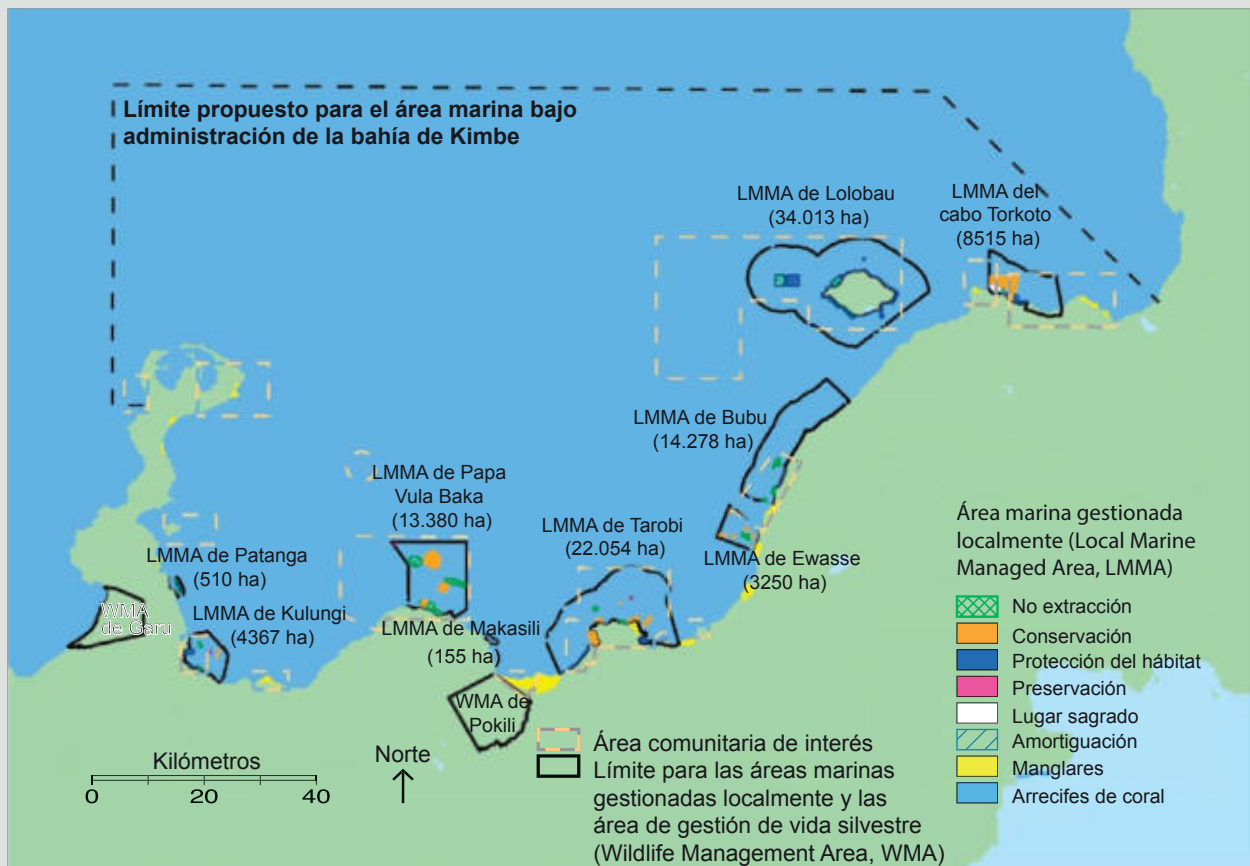 Límite propuesto para el área marina bajo
administración de la bahía de Kimbe
LMMA de Lolobau
(34.013 ha)
LMMA del
cabo Torkoto
(8515 ha)
LMMA de Bubu
(14.278 ha)
LMMA de Papa
Vula Baka
(13.380 ha)
LMMA de Tarobi
(22.054 ha)
LMMA de Ewasse
(3250 ha)
LMMA de Patanga
(510 ha)
LMMA de Kulungi
(4367 ha)
WMA
de Garu
LMMA de Makasili
(155 ha)
WMA de
Pokili
Kilómetros
0 20 40
Norte
Área comunitaria de interés
Límite para las áreas marinas
gestionadas localmente y las
área de gestión de vida silvestre
(Wildlife Management Area, WMA)
Área marina gestionada
localmente (Local Marine
Managed Area, LMMA)
No extracción
Conservación
Protección del hábitat
Preservación
Lugar sagrado
Amortiguación
Manglares
Arrecifes de coral